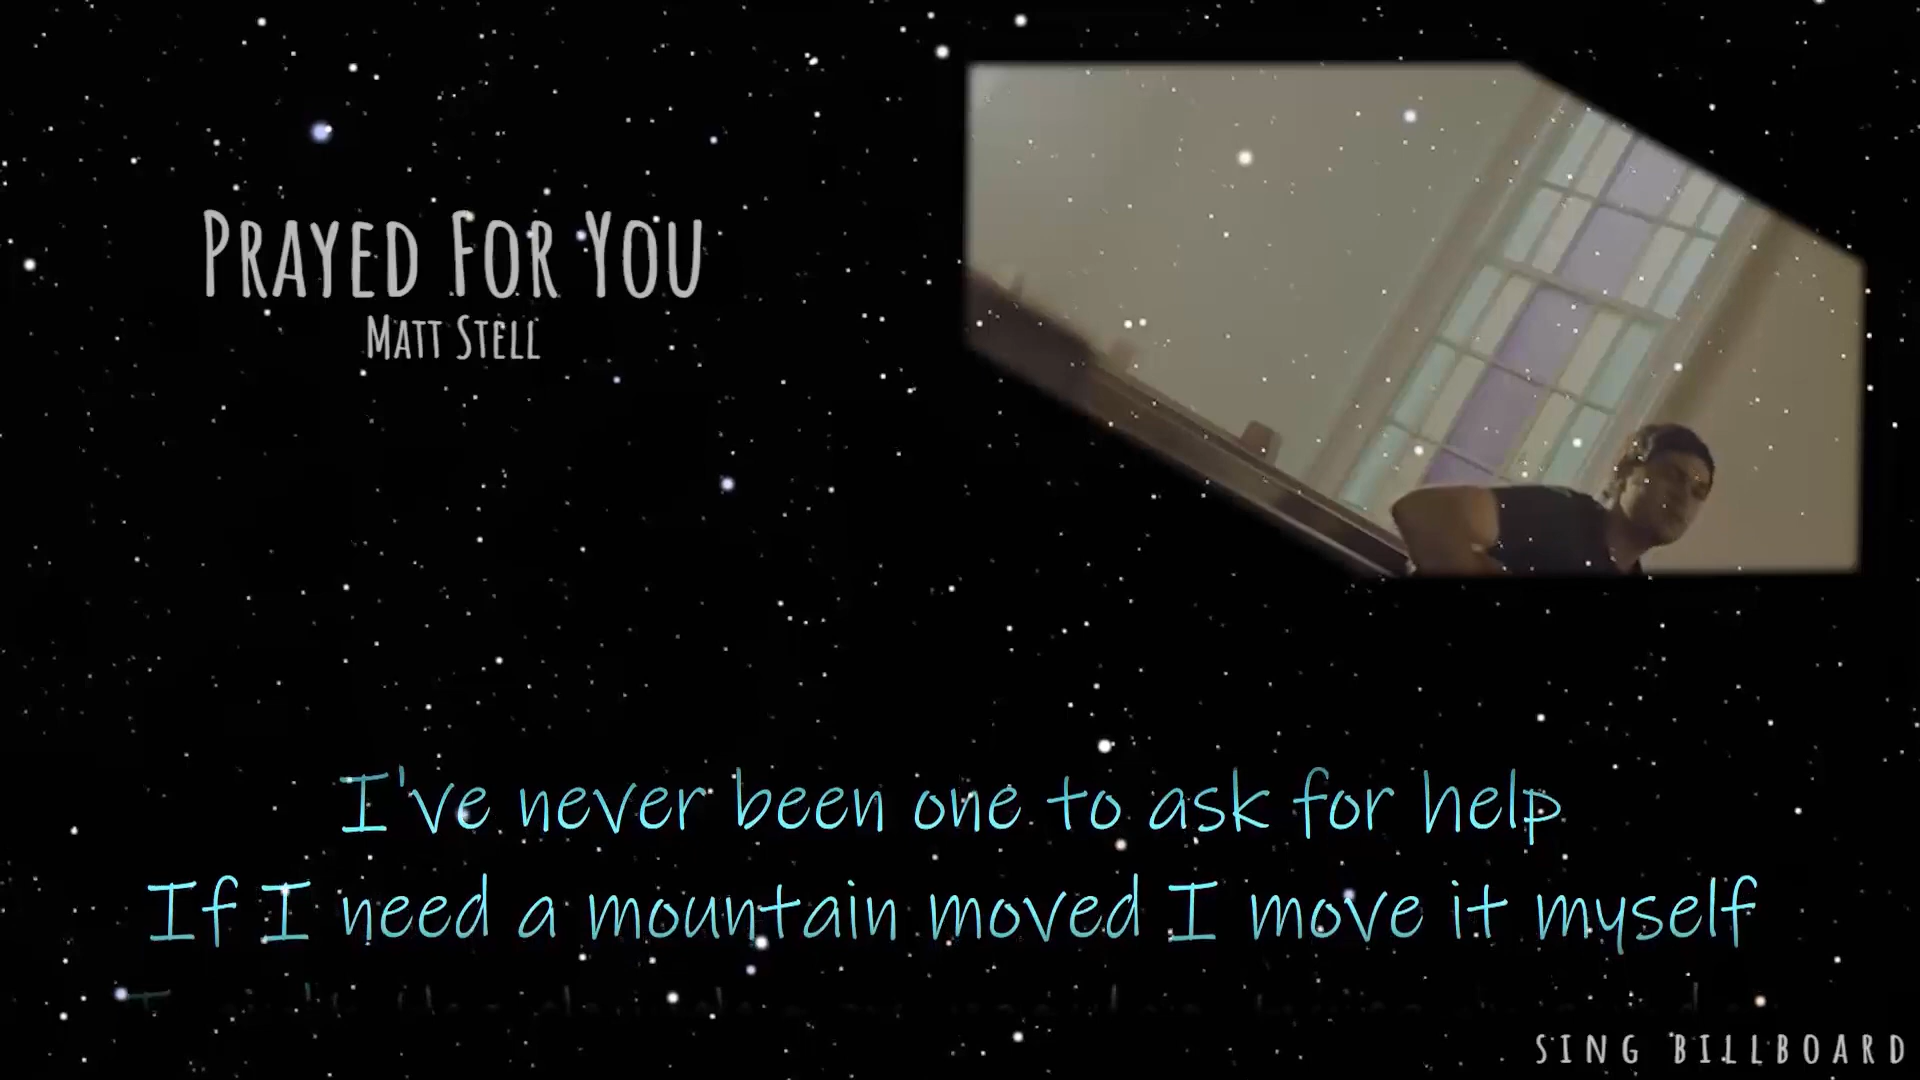 PRAYED FOR YOU
MATT STELL
I've never been one to ask for help
If I need a mountain moved I move it myself
SING BILLBOARD